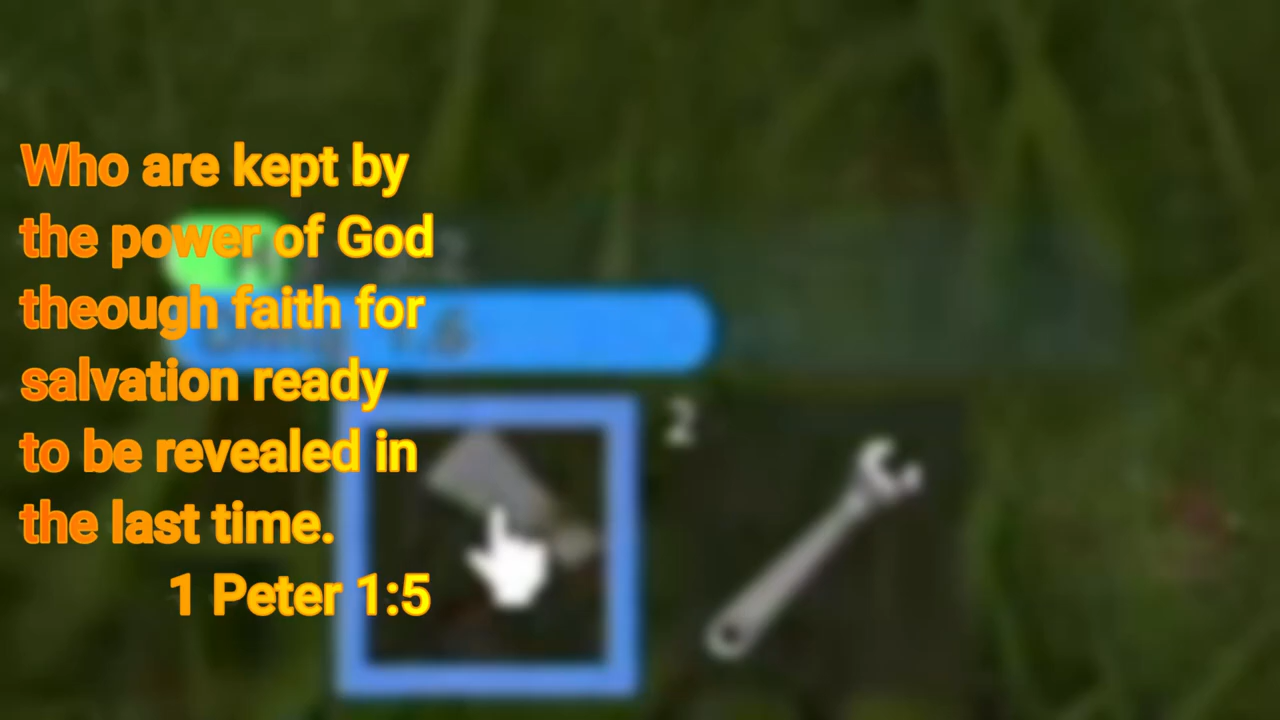 Who are kept by
the power of God
theough faith for
salvation ready
to be revealed in
the last time.
1 Peter 1:5
2